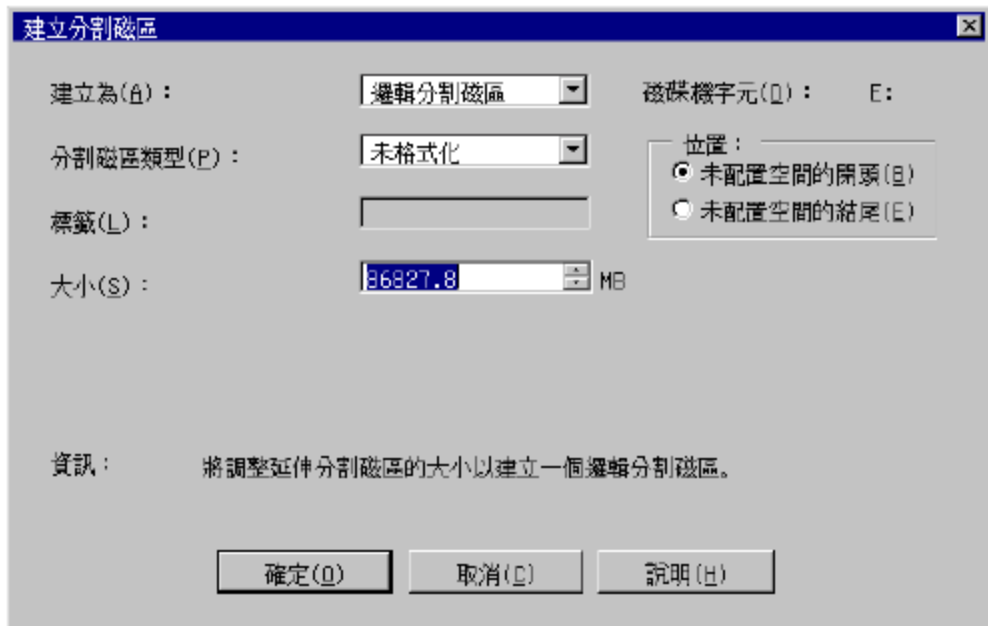 建立分割磁區
建立為(A)： 邏輯分割磁區 磁碟機字元(D)： E:
分割磁區類型(P)： 未格式化
位置：
未配置空間的開頭(B)
未配置空間的結尾(E)
標籤(L)：
大小(S)： 86827.8 MB
資訊： 將調整延伸分割磁區的大小以建立一個邏輯分割磁區。
確定(O) 取消(C) 說明(H)